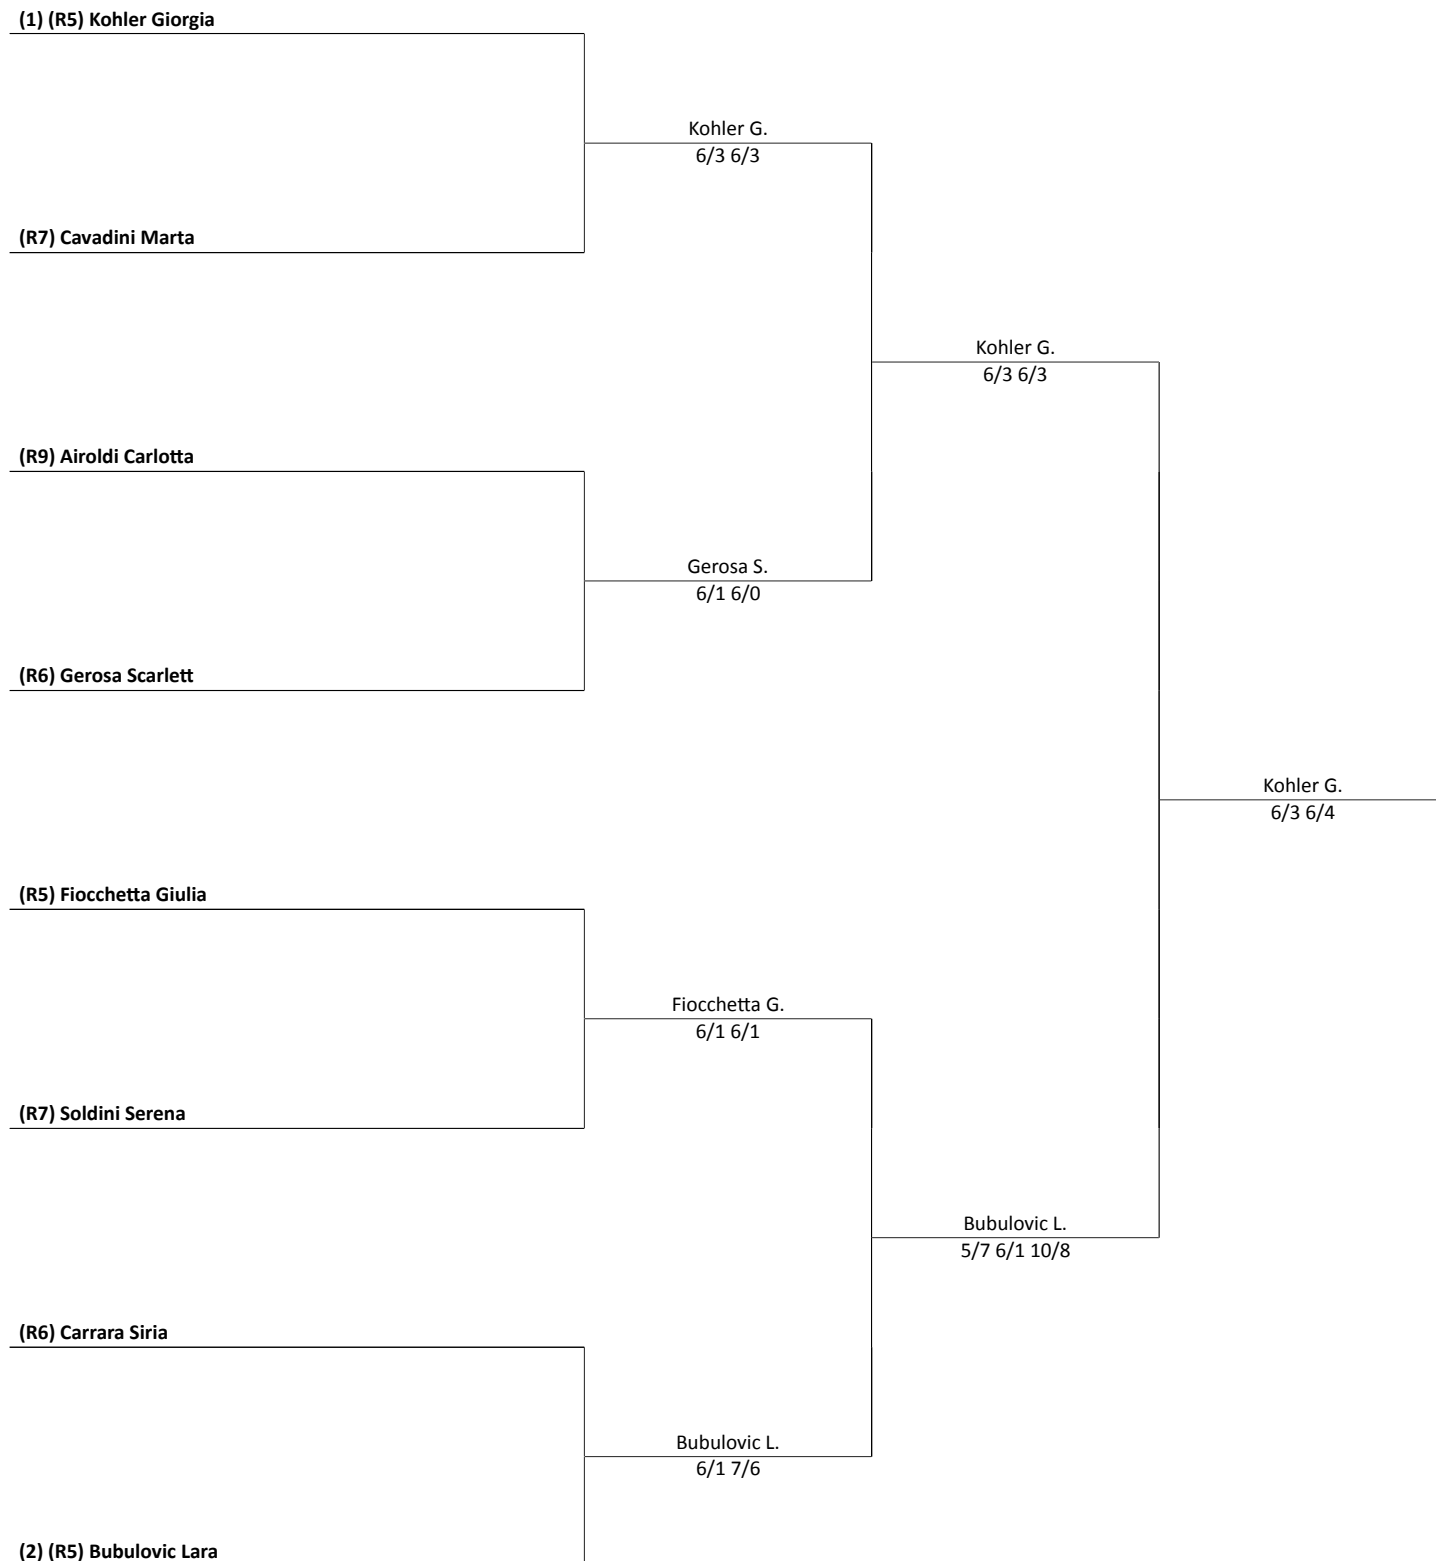 (1) (R5) Kohler Giorgia
Kohler G.
6/3 6/3
(R7) Cavadini Marta
Kohler G.
6/3 6/3
(R9) Airoldi Carlotta
Gerosa S.
6/1 6/0
(R6) Gerosa Scarlett
Kohler G.
6/3 6/4
(R5) Fiocchetta Giulia
Fiocchetta G.
6/1 6/1
(R7) Soldini Serena
Bubulovic L.
5/7 6/1 10/8
(R6) Carrara Siria
Bubulovic L.
6/1 7/6
(2) (R5) Bubulovic Lara